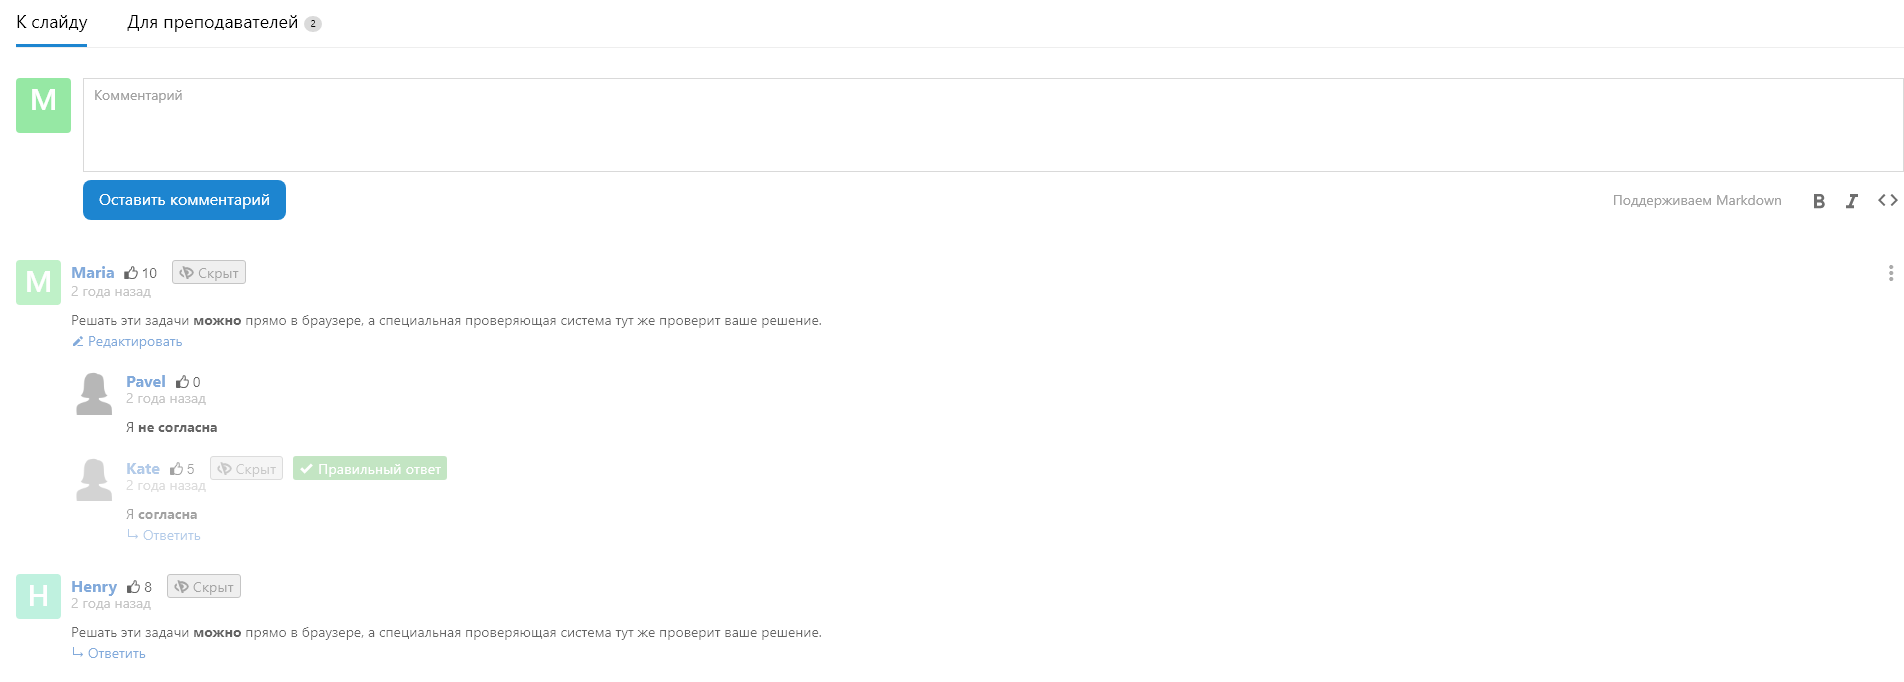 К слайду Для преподавателей 2
М
Комментарий
Оставить комментарий Поддерживаем Markdown B I <>
M Maria 10 Скрыт
2 года назад
Решать эти задачи можно прямо в браузере, а специальная проверяющая система тут же проверит ваше решение.
Редактировать
Pavel 0
2 года назад
Я не согласна
Kate 5 Скрыт Правильный ответ
2 года назад
Я согласна
Ответить
H Henry 8 Скрыт
2 года назад
Решать эти задачи можно прямо в браузере, а специальная проверяющая система тут же проверит ваше решение.
Ответить